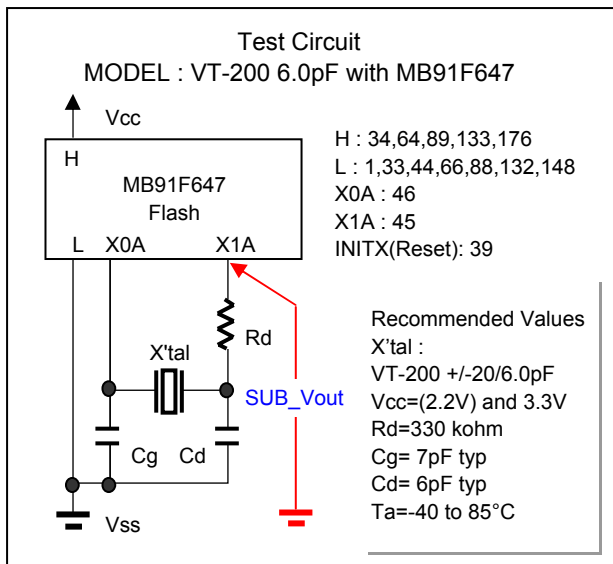 Test Circuit
MODEL : VT-200 6.0pF with MB91F647
Vcc
H
MB91F647
Flash
L X0A X1A
H : 34,64,89,133,176
L : 1,33,44,66,88,132,148
X0A : 46
X1A : 45
INITX(Reset): 39
Rd
X'tal
SUB_Vout
Cg Cd
Vss
Recommended Values
X’tal :
VT-200 +/-20/6.0pF
Vcc=(2.2V) and 3.3V
Rd=330 kohm
Cg= 7pF typ
Cd= 6pF typ
Ta=-40 to 85°C